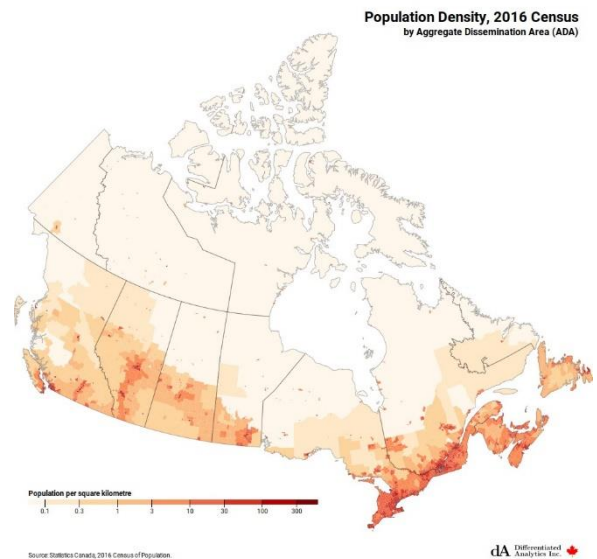 Population Density, 2016 Census
by Aggregate Dissemination Area (ADA)
Population per square kilometre
0.1 0.3 1 3 10 30 100 300
Source: Statistics Canada, 2016 Census of Population.
dA Differentiated
Analytics Inc.